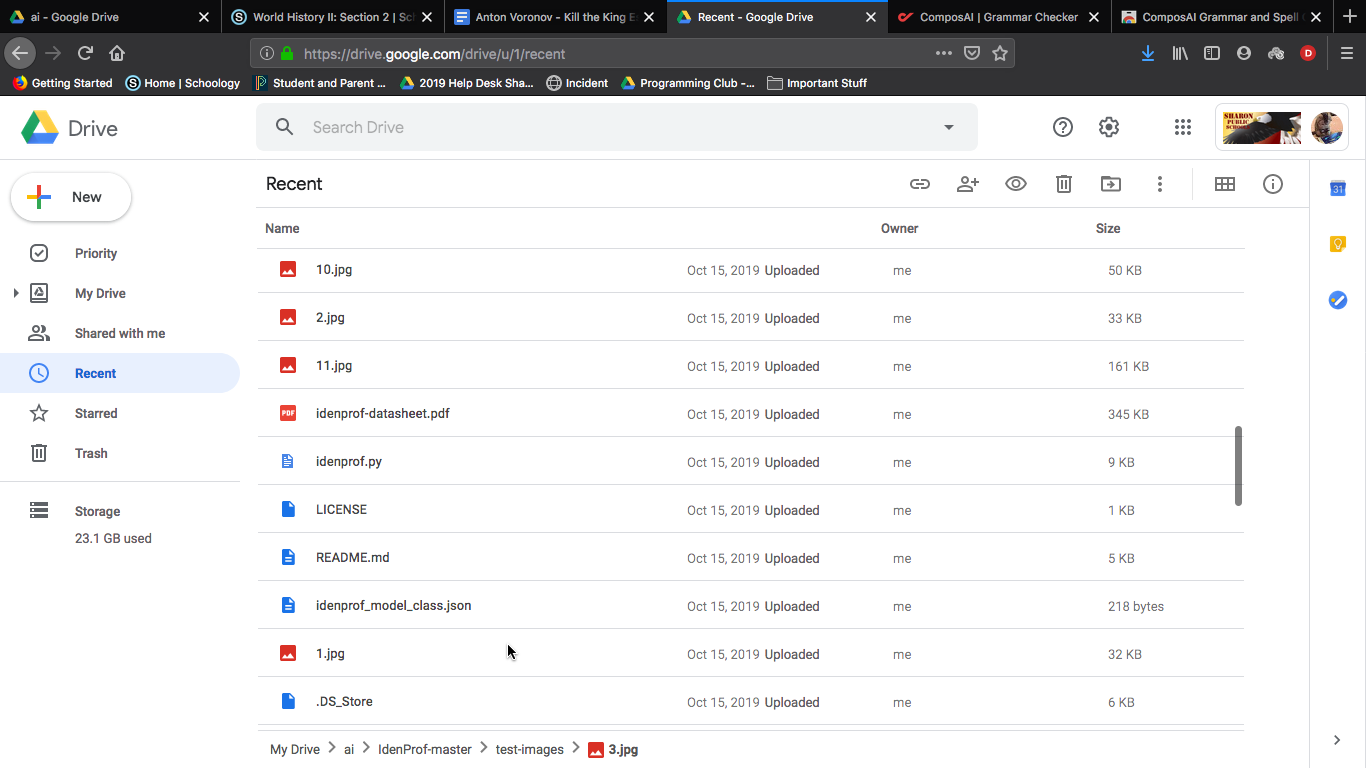 ai - Google Drive
World History II: Section 2 | Sch
Anton Voronov - Kill the King E
Recent - Google Drive
ComposAI | Grammar Checker
ComposAI Grammar and Spell
https://drive.google.com/drive/u/1/recent
Getting Started
Home | Schoology
Student and Parent ...
2019 Help Desk Sha...
Incident
Programming Club -...
Important Stuff
Drive
Search Drive
SHARON PUBLIC SCHOOLS
New
Priority
My Drive
Shared with me
Recent
Starred
Trash
Storage
23.1 GB used
Recent
Name Owner Size
10.jpg Oct 15, 2019 Uploaded me 50 KB
2.jpg Oct 15, 2019 Uploaded me 33 KB
11.jpg Oct 15, 2019 Uploaded me 161 KB
PDF idenprof-datasheet.pdf Oct 15, 2019 Uploaded me 345 KB
idenprof.py Oct 15, 2019 Uploaded me 9 KB
LICENSE Oct 15, 2019 Uploaded me 1 KB
README.md Oct 15, 2019 Uploaded me 5 KB
idenprof_model_class.json Oct 15, 2019 Uploaded me 218 bytes
1.jpg Oct 15, 2019 Uploaded me 32 KB
.DS_Store Oct 15, 2019 Uploaded me 6 KB
My Drive > ai > IdenProf-master > test-images > 3.jpg
31
D